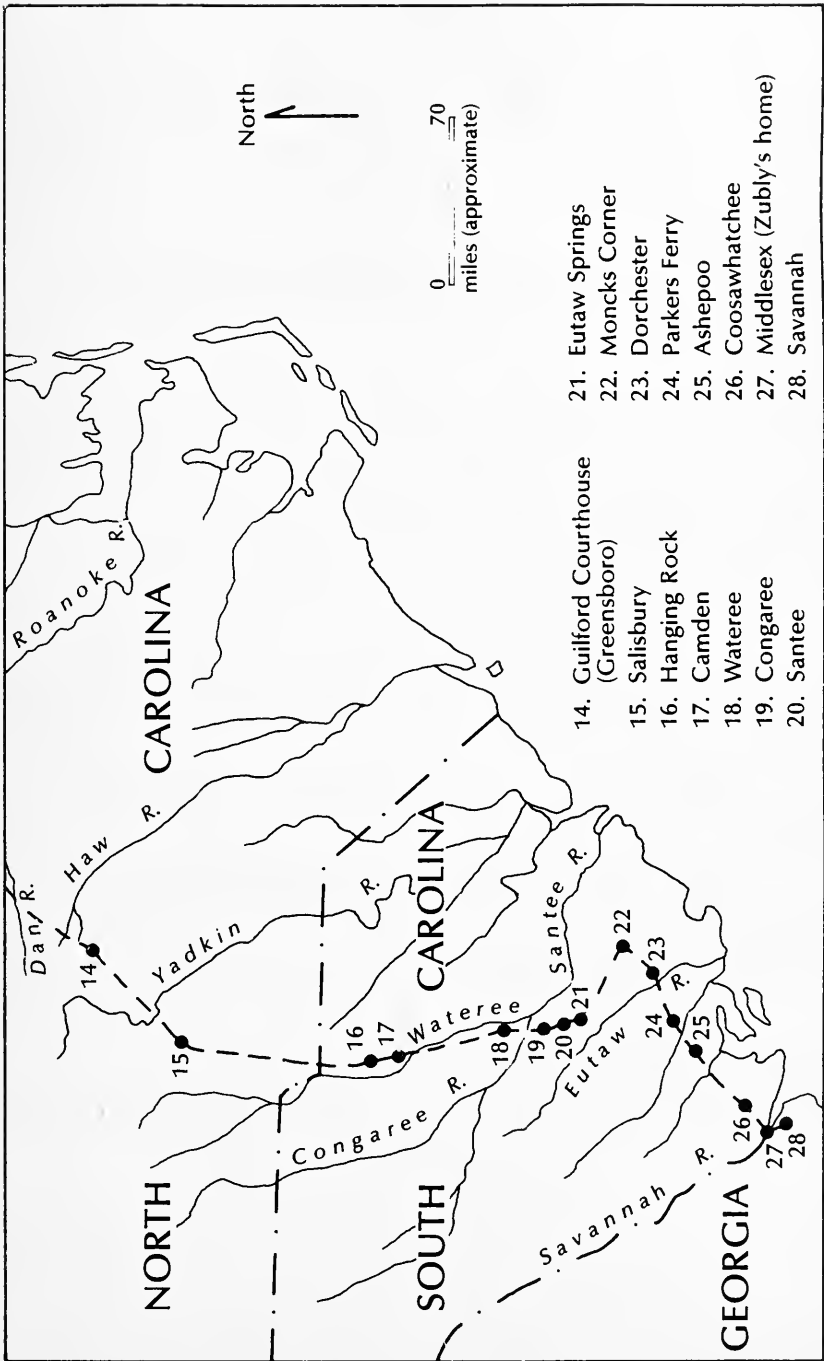 North
0 70
miles (approximate)
Roanoke R.
Dan R.
Haw R.
Yadkin R.
NORTH CAROLINA
SOUTH CAROLINA
GEORGIA
Wateree
Congaree R.
Santee R.
Eutaw R.
Savannah R.
14
15
16
17
18
19
20
21
22
23
24
25
26
27
28
14. Guilford Courthouse
(Greensboro)
15. Salisbury
16. Hanging Rock
17. Camden
18. Wateree
19. Congaree
20. Santee
21. Eutaw Springs
22. Moncks Corner
23. Dorchester
24. Parkers Ferry
25. Ashepoo
26. Coosawhatchee
27. Middlesex (Zubly's home)
28. Savannah